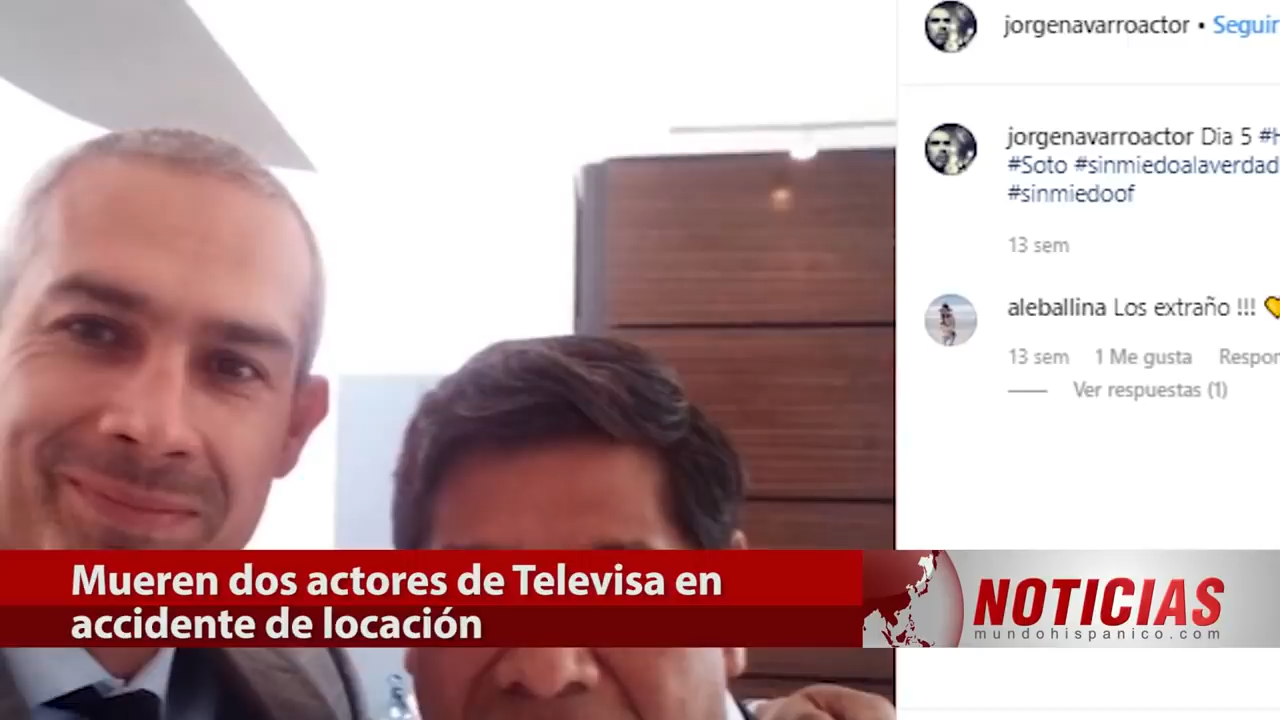 jorgenavarroactor • Seguir
jorgenavarroactor Dia 5 #H
#Soto #sinmiedoalaverdad
#sinmiedoof
13 sem
aleballina Los extraño !!!
13 sem 1 Me gusta Respon
Ver respuestas (1)
Mueren dos actores de Televisa en
accidente de locación
NOTICIAS
mundohispanico.com